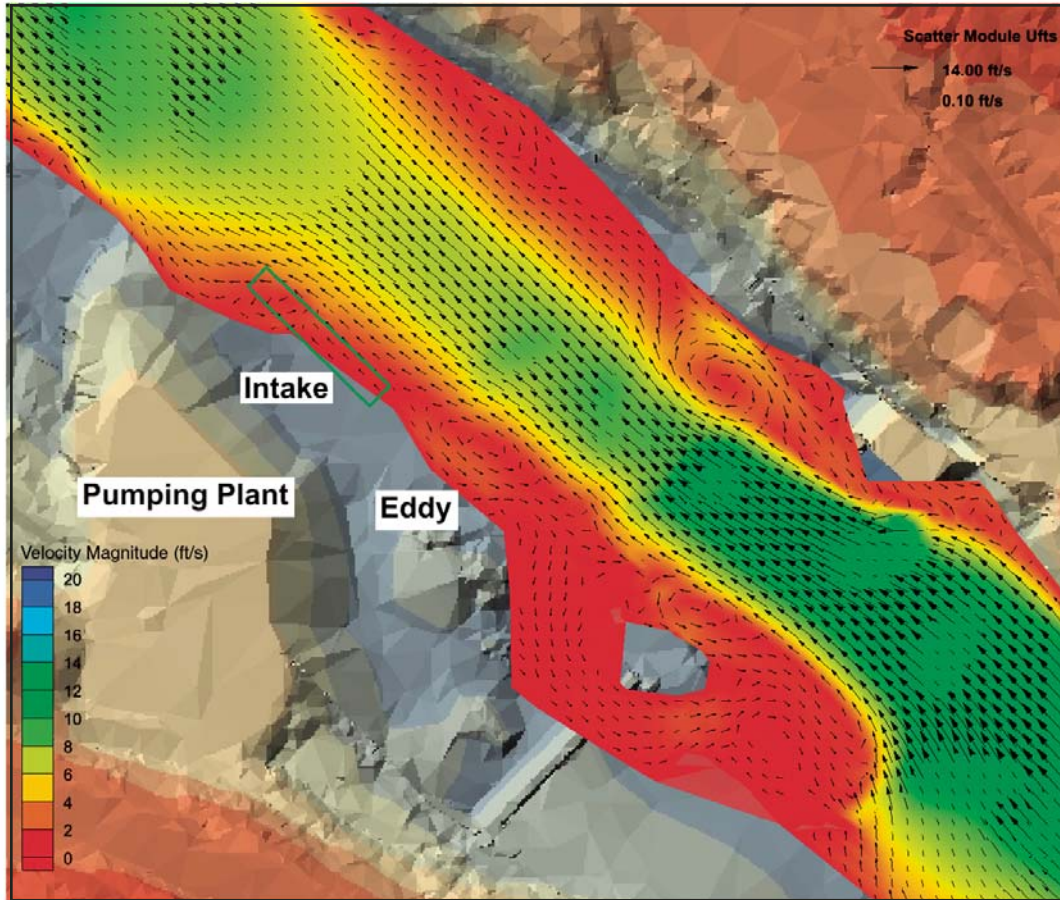 Scatter Module Ufts
14.00 ft/s
0.10 ft/s
Intake
Pumping Plant
Eddy
Velocity Magnitude (ft/s)
20
18
16
14
12
10
8
6
4
2
0